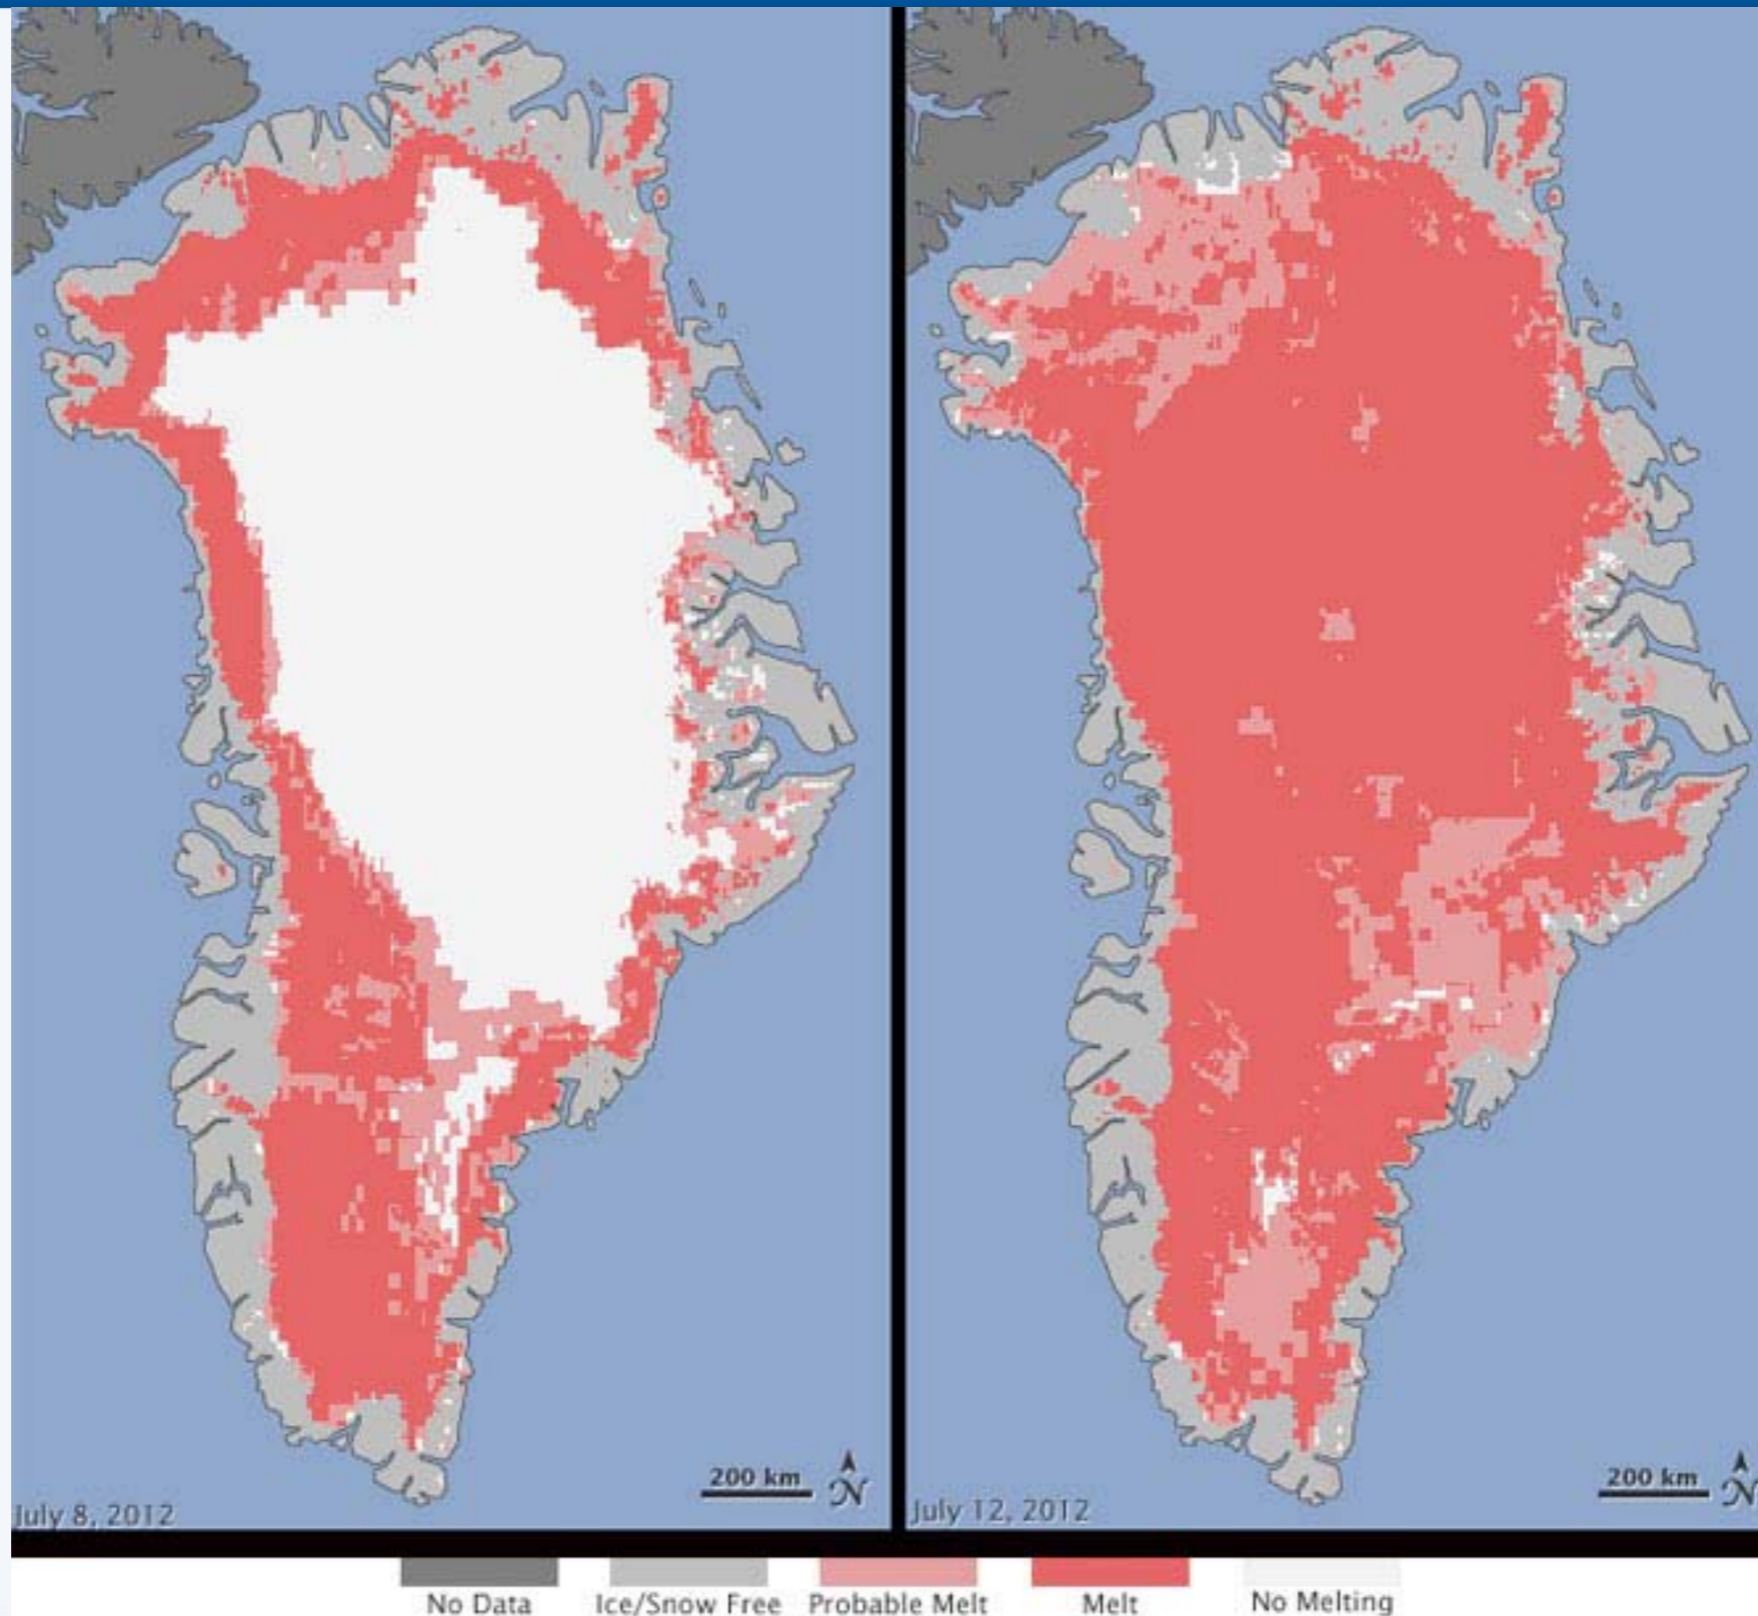 200 km
N
July 8, 2012
200 km
N
July 12, 2012
No Data
Ice/Snow Free
Probable Melt
Melt
No Melting